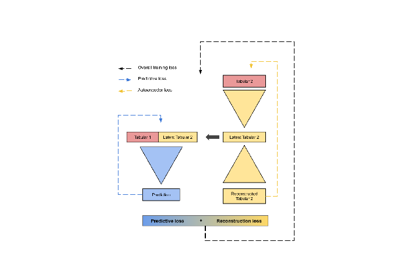 Overall training loss
Predictive loss
Autoencoder loss
Tabular 2
Tabular 1
Latent Tabular 2
Latent Tabular 2
Prediction
Reconstructed
Tabular 2
Predictive loss + Reconstruction loss